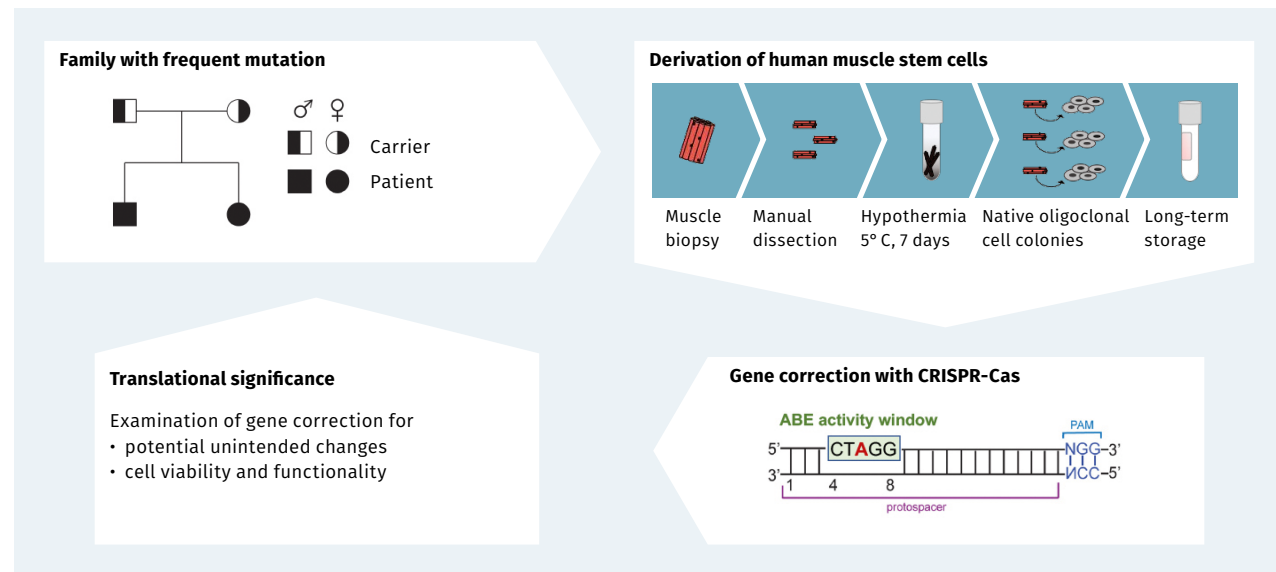 Family with frequent mutation
♂ ♀
Carrier
Patient
Derivation of human muscle stem cells
Muscle
biopsy
Manual
dissection
Hypothermia
5° C, 7 days
Native oligoclonal
cell colonies
Long-term
storage
Translational significance
Examination of gene correction for
• potential unintended changes
• cell viability and functionality
Gene correction with CRISPR-Cas
ABE activity window
PAM
5' CTAGG NGG-3'
3' NCC-5'
1 4 8
protospacer